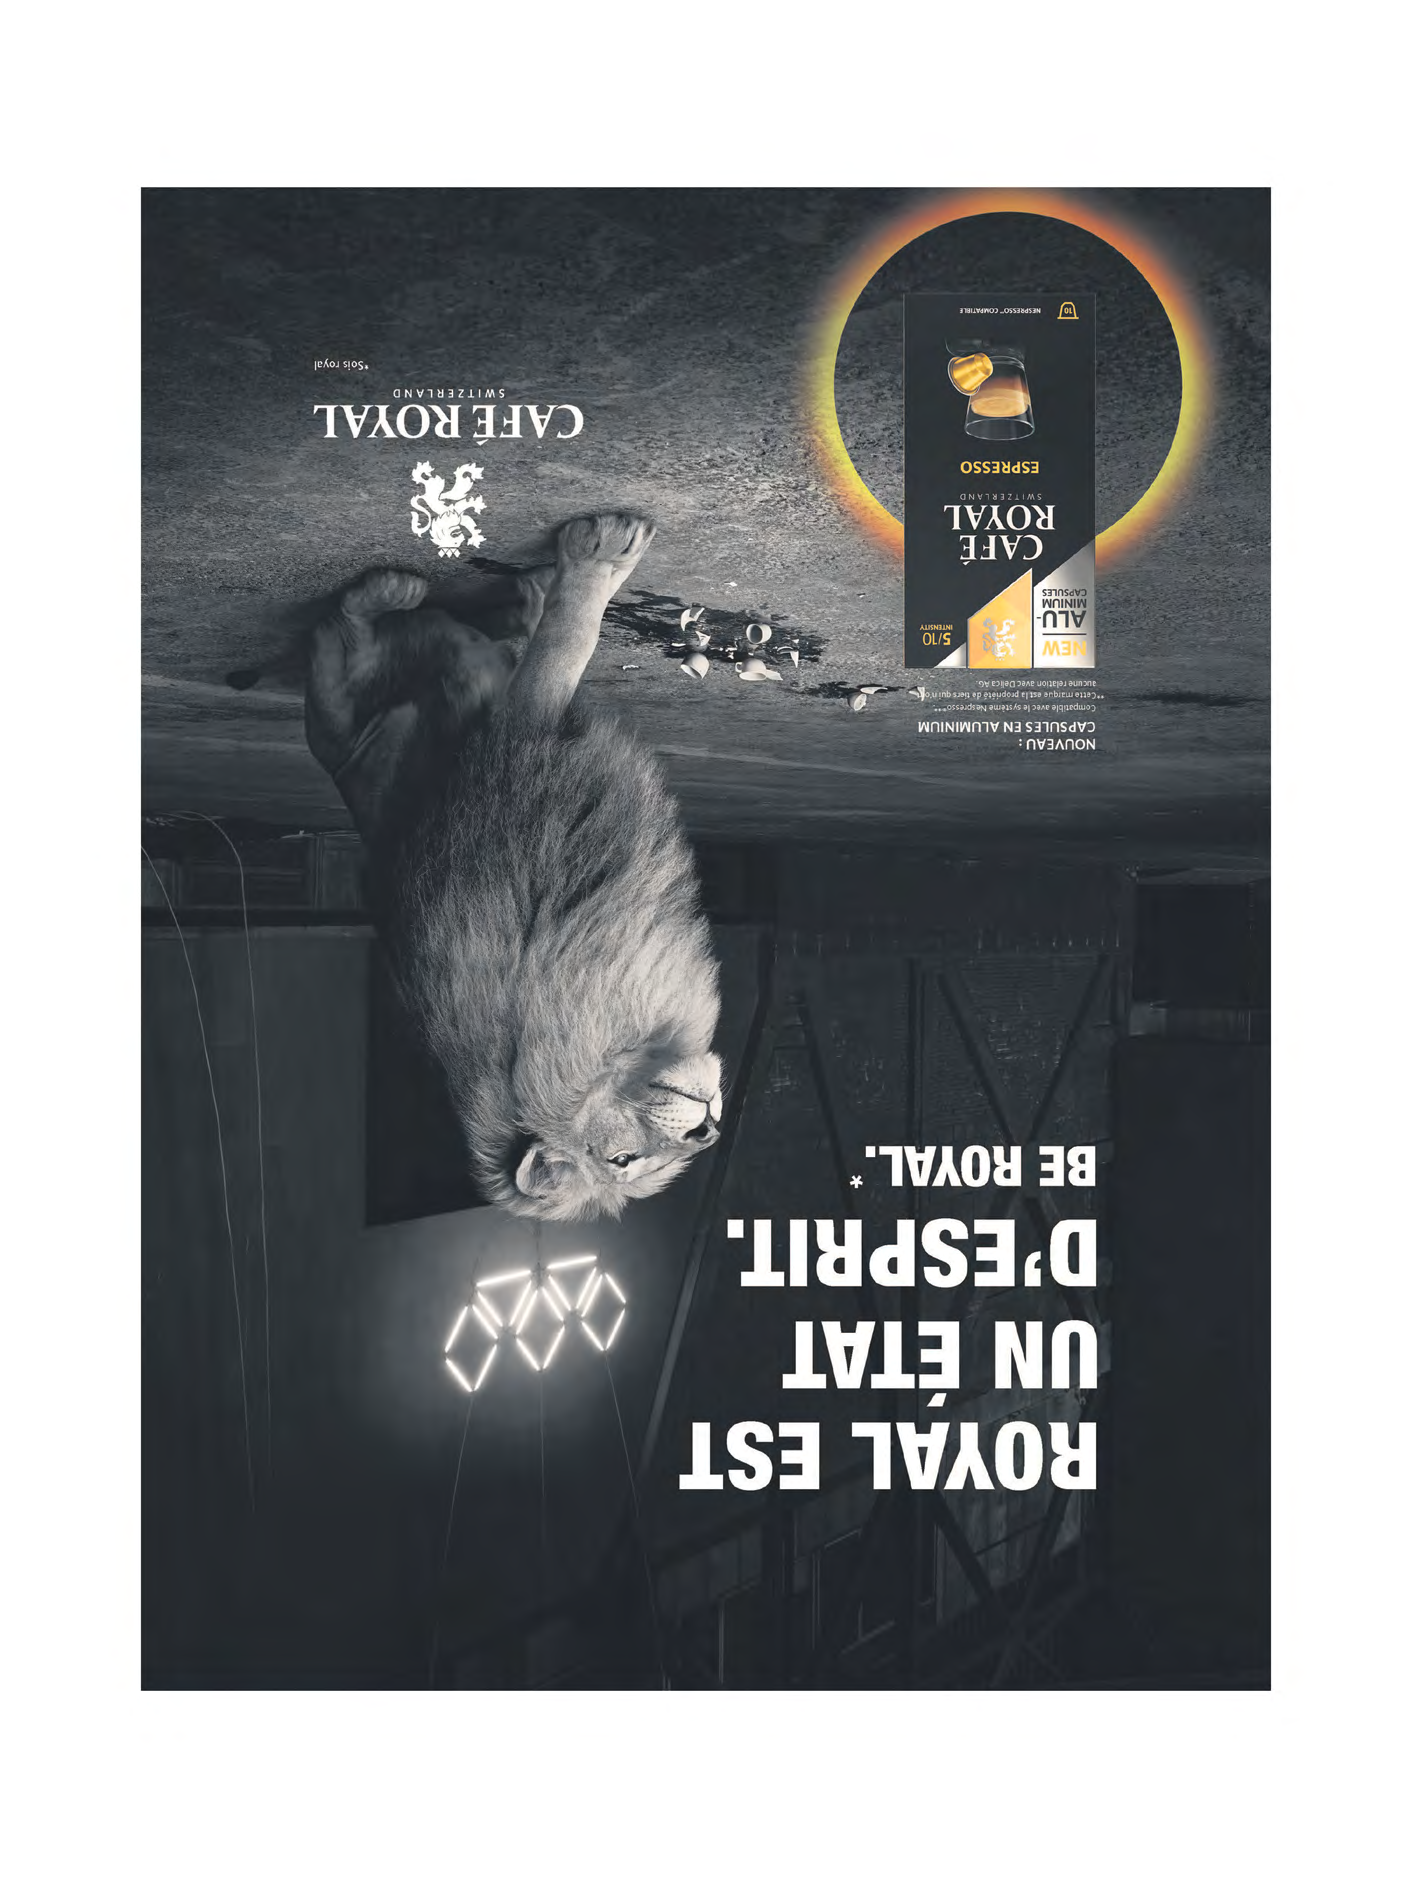 ROYAL EST
UN ÉTAT
D'ESPRIT.
BE ROYAL.*
NOUVEAU :
CAPSULES EN ALUMINIUM
Compatible avec le système Nespresso®**.
**Cette marque est la propriété de tiers qui n'ont
aucune relation avec Delica AG.
NEW
ALU-
MINIUM
CAPSULES
5/10
INTENSITY
CAFÉ
ROYAL
SWITZERLAND
ESPRESSO
10
NESPRESSO™ COMPATIBLE
CAFÉ ROYAL
SWITZERLAND
*Sois royal